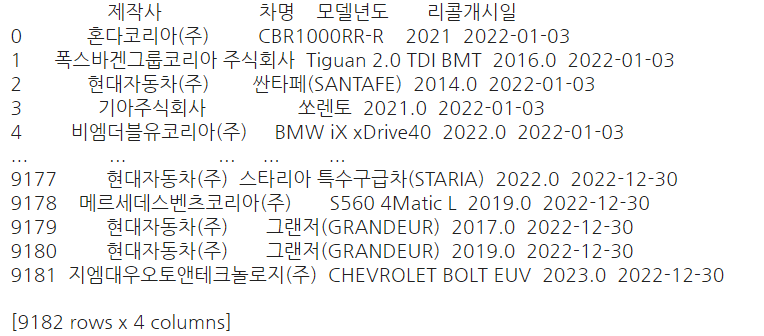 제작사 차명 모델년도 리콜개시일
0 혼다코리아(주) CBR1000RR-R 2021 2022-01-03
1 폭스바겐그룹코리아 주식회사 Tiguan 2.0 TDI BMT 2016.0 2022-01-03
2 현대자동차(주) 싼타페(SANTAFE) 2014.0 2022-01-03
3 기아주식회사 쏘렌토 2021.0 2022-01-03
4 비엠더블유코리아(주) BMW iX xDrive40 2022.0 2022-01-03
... ... ... ... ...
9177 현대자동차(주) 스타리아 특수구급차(STARIA) 2022.0 2022-12-30
9178 메르세데스벤츠코리아(주) S560 4Matic L 2019.0 2022-12-30
9179 현대자동차(주) 그랜저(GRANDEUR) 2017.0 2022-12-30
9180 현대자동차(주) 그랜저(GRANDEUR) 2019.0 2022-12-30
9181 지엠대우오토앤테크놀로지(주) CHEVROLET BOLT EUV 2023.0 2022-12-30
[9182 rows x 4 columns]